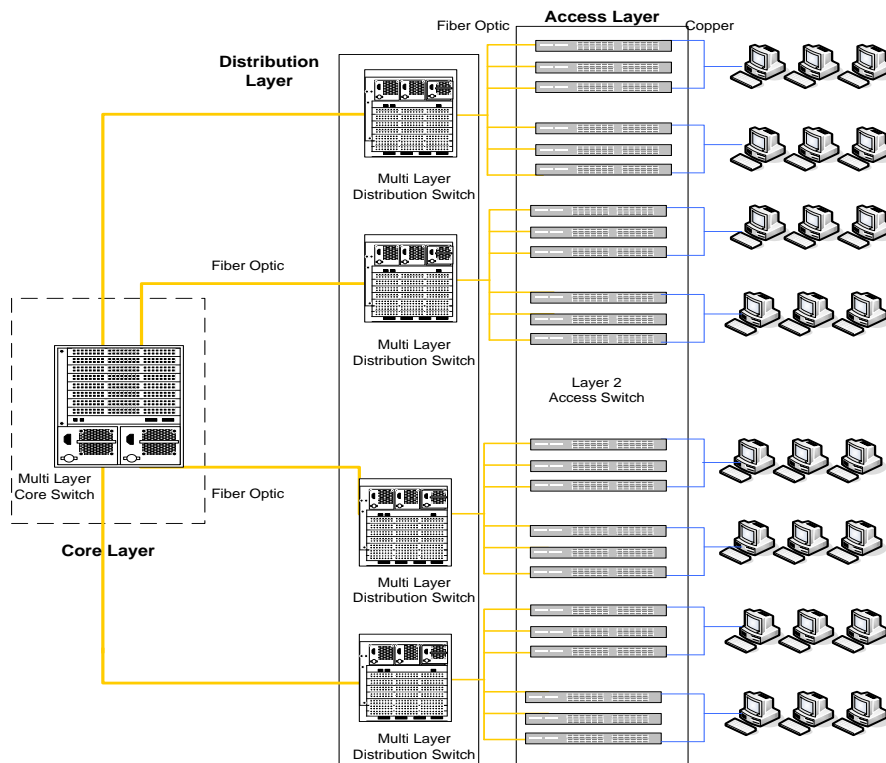 Access Layer
Fiber Optic
Copper
Distribution
Layer
Multi Layer
Distribution Switch
Fiber Optic
Multi Layer
Distribution Switch
Layer 2
Access Switch
Multi Layer
Core Switch
Fiber Optic
Core Layer
Multi Layer
Distribution Switch
Multi Layer
Distribution Switch